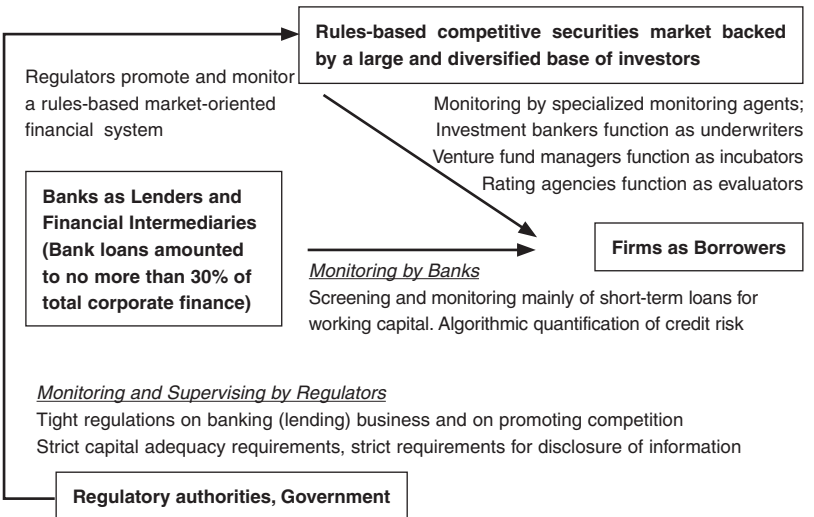 Rules-based competitive securities market backed
by a large and diversified base of investors
Regulators promote and monitor
a rules-based market-oriented
financial system
Monitoring by specialized monitoring agents;
Investment bankers function as underwriters
Venture fund managers function as incubators
Rating agencies function as evaluators
Banks as Lenders and
Financial Intermediaries
(Bank loans amounted
to no more than 30% of
total corporate finance)
Firms as Borrowers
Monitoring by Banks
Screening and monitoring mainly of short-term loans for
working capital. Algorithmic quantification of credit risk
Monitoring and Supervising by Regulators
Tight regulations on banking (lending) business and on promoting competition
Strict capital adequacy requirements, strict requirements for disclosure of information
Regulatory authorities, Government